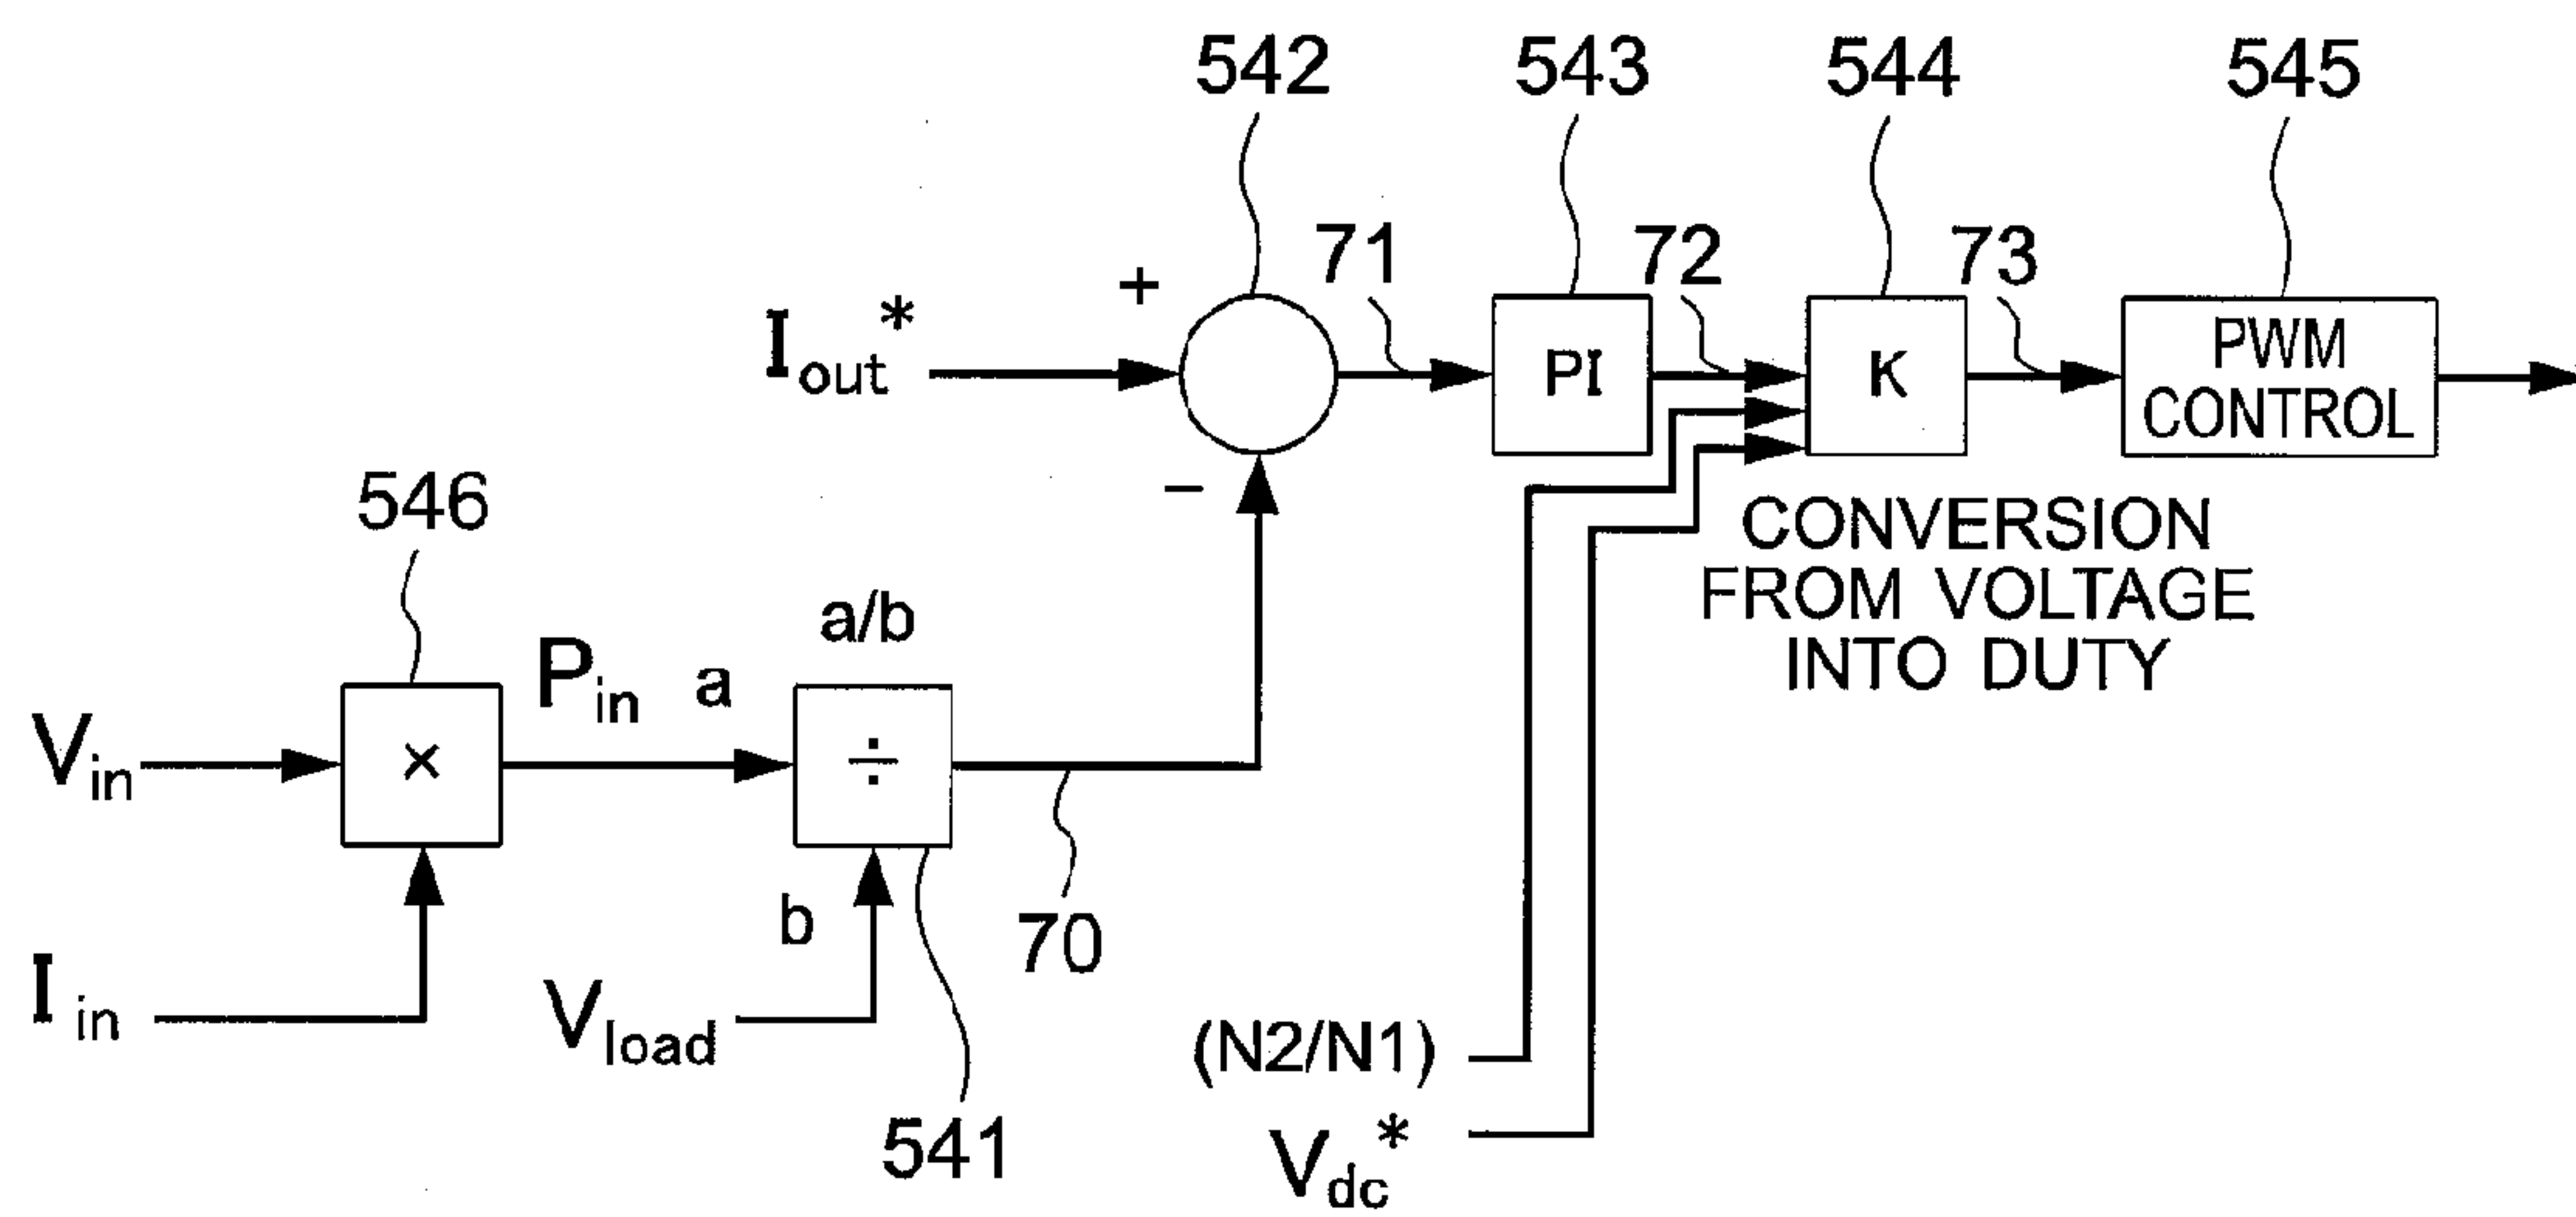 542
543
544
545
71
72
73
+
Iout*
PI
K
PWM
CONTROL
−
546
CONVERSION
FROM VOLTAGE
INTO DUTY
a/b
Pin
a
Vin
×
÷
b
70
Iin
Vload
(N2/N1)
541
Vdc*